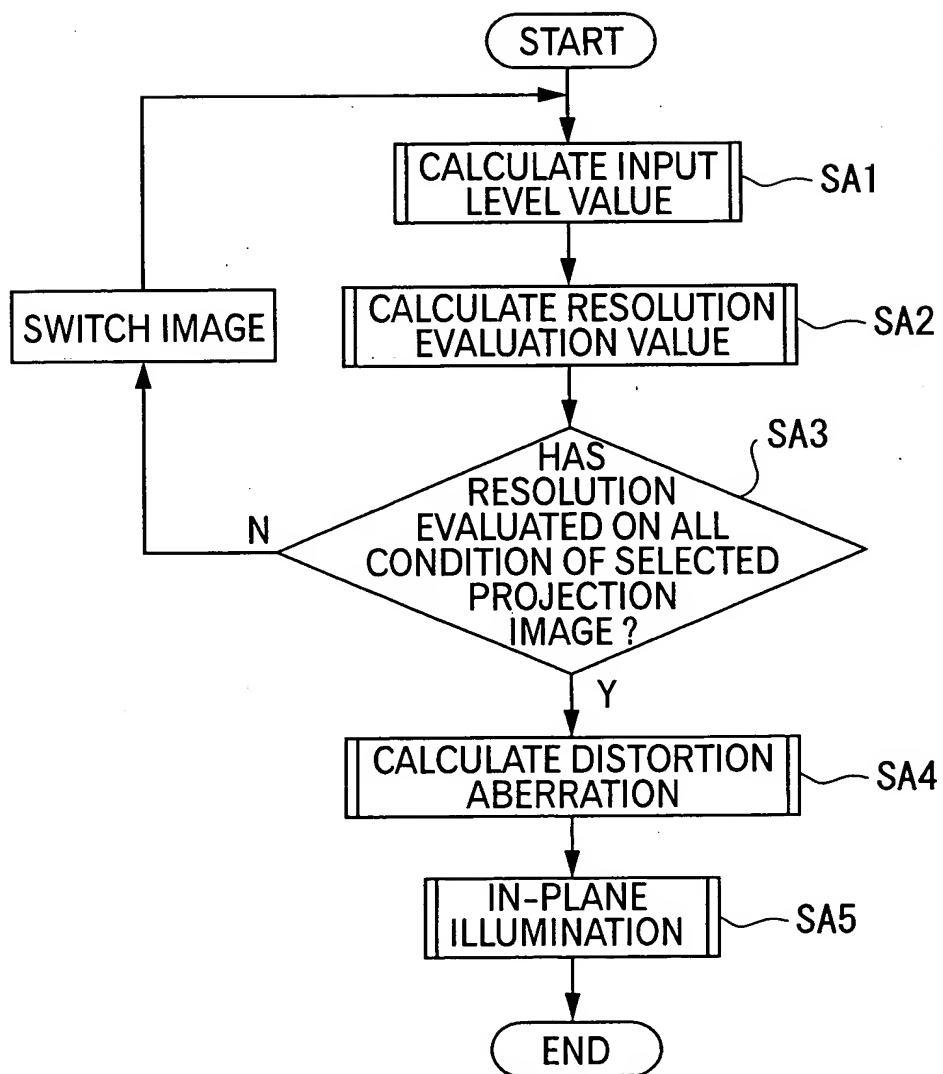 START
CALCULATE INPUT
LEVEL VALUE
SA1
CALCULATE RESOLUTION
EVALUATION VALUE
SA2
SWITCH IMAGE
SA3
HAS
RESOLUTION
EVALUATED ON ALL
CONDITION OF SELECTED
PROJECTION
IMAGE ?
N
Y
CALCULATE DISTORTION
ABERRATION
SA4
IN-PLANE
ILLUMINATION
SA5
END